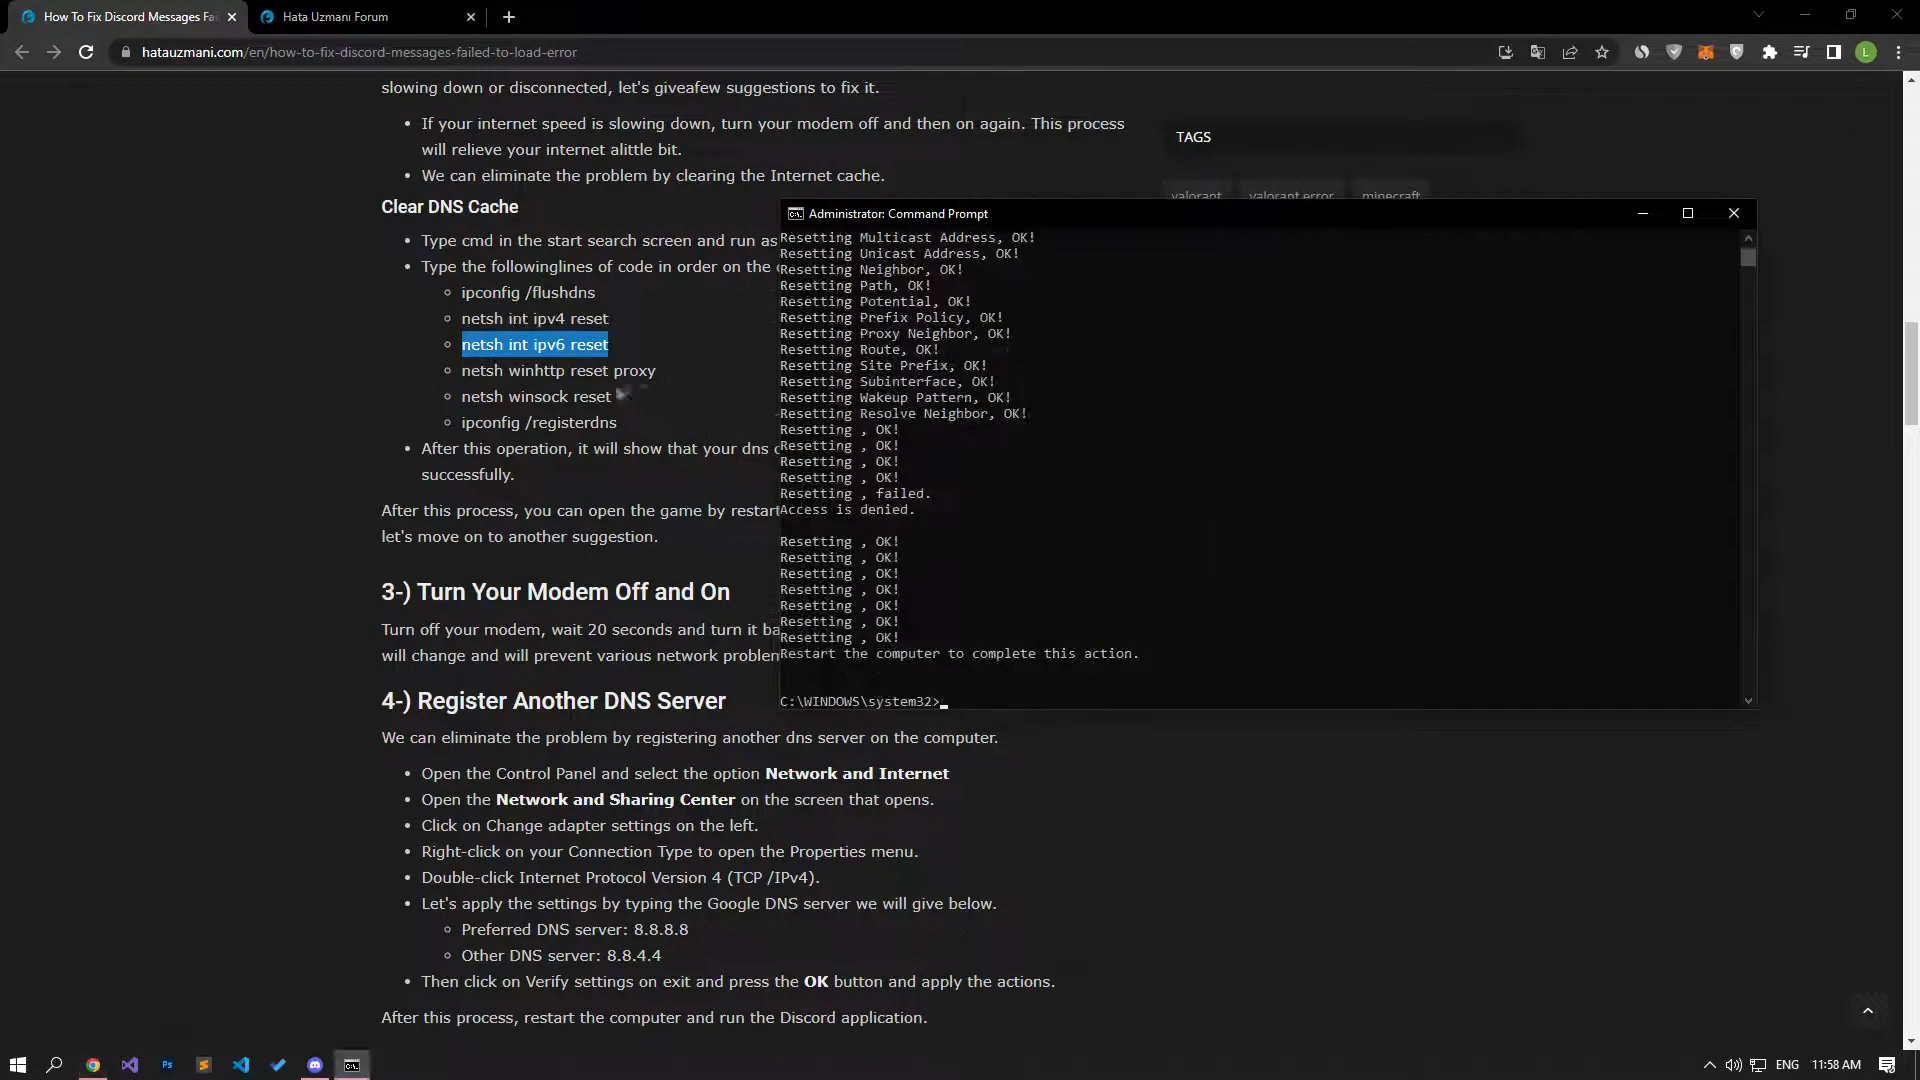 How To Fix Discord Messages Fai
Hata Uzmanı Forum
hatauzmani.com/en/how-to-fix-discord-messages-failed-to-load-error
L
slowing down or disconnected, let's giveafew suggestions to fix it.
If your internet speed is slowing down, turn your modem off and then on again. This process
will relieve your internet alittle bit.
We can eliminate the problem by clearing the Internet cache.
TAGS
valorant valorant error minecraft
Clear DNS Cache
Type cmd in the start search screen and run as
Type the followinglines of code in order on the
ipconfig /flushdns
netsh int ipv4 reset
netsh int ipv6 reset
netsh winhttp reset proxy
netsh winsock reset
ipconfig /registerdns
After this operation, it will show that your dns
successfully.
After this process, you can open the game by restart
let's move on to another suggestion.
3-) Turn Your Modem Off and On
Turn off your modem, wait 20 seconds and turn it ba
will change and will prevent various network problem
4-) Register Another DNS Server
We can eliminate the problem by registering another dns server on the computer.
Open the Control Panel and select the option Network and Internet
Open the Network and Sharing Center on the screen that opens.
Click on Change adapter settings on the left.
Right-click on your Connection Type to open the Properties menu.
Double-click Internet Protocol Version 4 (TCP /IPv4).
Let's apply the settings by typing the Google DNS server we will give below.
Preferred DNS server: 8.8.8.8
Other DNS server: 8.8.4.4
Then click on Verify settings on exit and press the OK button and apply the actions.
After this process, restart the computer and run the Discord application.
Administrator: Command Prompt
Resetting Multicast Address, OK!
Resetting Unicast Address, OK!
Resetting Neighbor, OK!
Resetting Path, OK!
Resetting Potential, OK!
Resetting Prefix Policy, OK!
Resetting Proxy Neighbor, OK!
Resetting Route, OK!
Resetting Site Prefix, OK!
Resetting Subinterface, OK!
Resetting Wakeup Pattern, OK!
Resetting Resolve Neighbor, OK!
Resetting , OK!
Resetting , OK!
Resetting , OK!
Resetting , OK!
Resetting , failed.
Access is denied.
Resetting , OK!
Resetting , OK!
Resetting , OK!
Resetting , OK!
Resetting , OK!
Resetting , OK!
Resetting , OK!
Restart the computer to complete this action.
C:\WINDOWS\system32>
Ps
ENG
11:58 AM